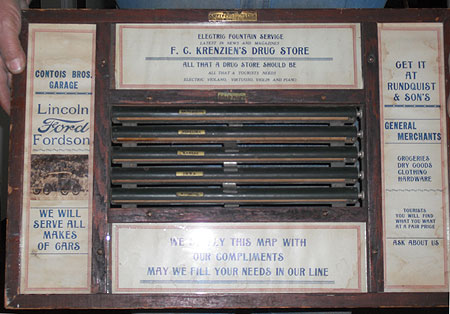 ELECTRIC FOUNTAIN SERVICE
LATEST IN NEWS AND MAGAZINES
F. C. KRENZIEN'S DRUG STORE
ALL THAT A DRUG STORE SHOULD BE
ALL THAT A TOURISTS NEEDS
ELECTRIC VIOLANO, VIRTUOSO, VIOLIN AND PIANO
CONTOIS BROS.
GARAGE
Lincoln
Ford
Fordson
WE WILL
SERVE ALL
MAKES
OF CARS
GET IT
AT
RUNDQUIST
& SON'S
GENERAL
MERCHANTS
GROCERIES
DRY GOODS
CLOTHING
HARDWARE
TOURISTS
YOU WILL FIND
WHAT YOU WANT
AT A FAIR PRICE
ASK ABOUT US
WE THIS MAP WITH
OUR COMPLIMENTS
MAY WE FILL YOUR NEEDS IN OUR LINE